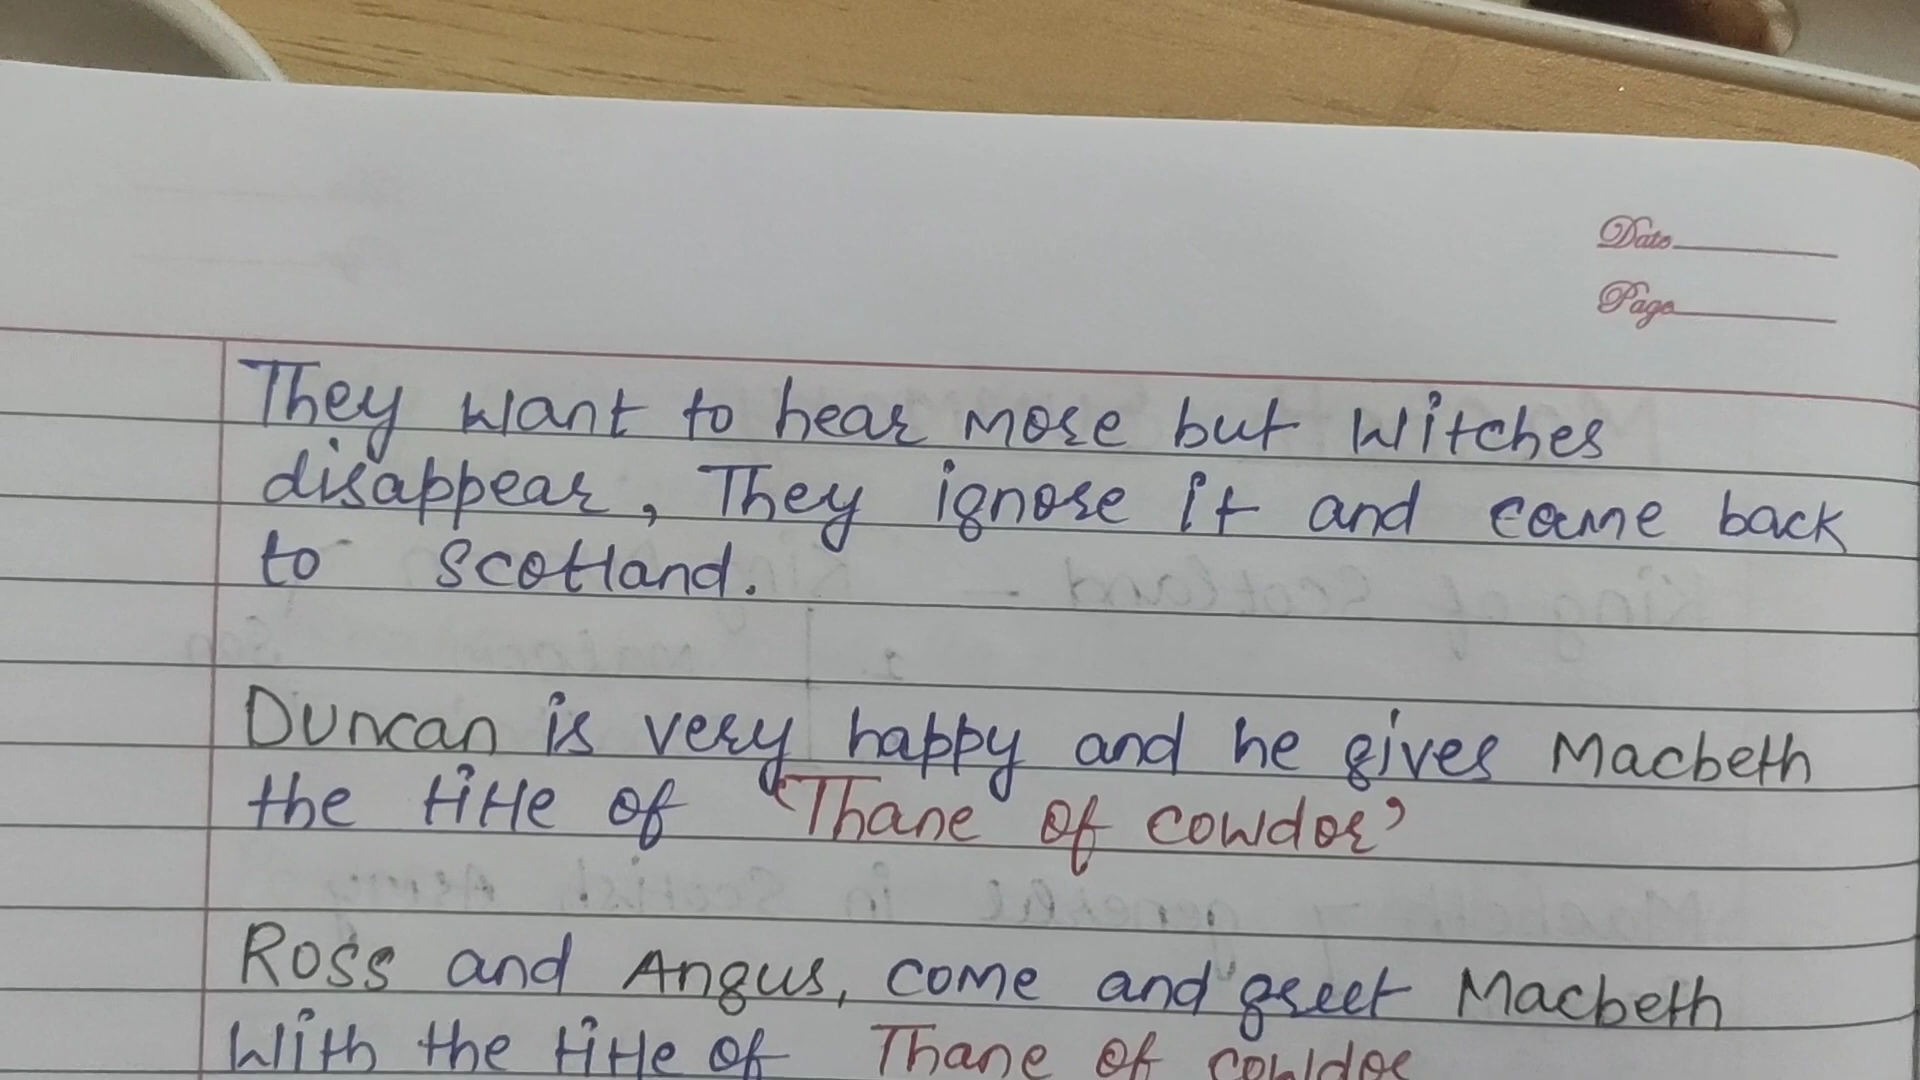 Date
Page
They want to hear more but witches
disappear, They ignore it and came back
to Scotland.
Duncan is very happy and he gives Macbeth
the title of 'Thane of cowdor'
Ross and Angus, come and greet Macbeth
with the title of Thane of cowdor